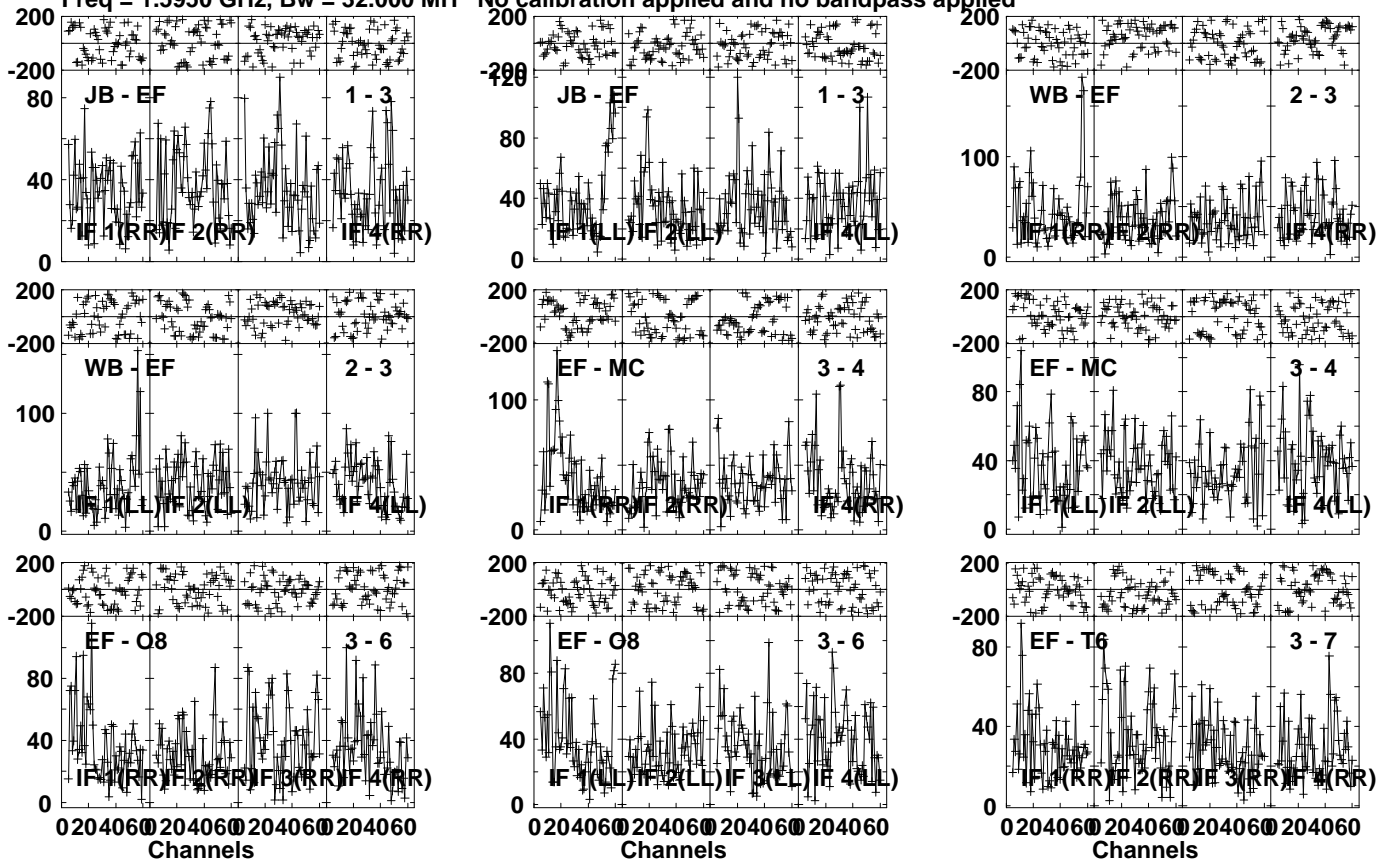 Freq = 1.5950 GHz, Bw = 32.000 MH No calibration applied and no bandpass applied
200
-200
JB - EF 1 - 3
80
40
0
IF 1(RR) IF 2(RR) IF 4(RR)
200
-200
120
JB - EF 1 - 3
80
40
0
IF 1(LL) IF 2(LL) IF 4(LL)
200
-200
WB - EF 2 - 3
100
0
IF 1(RR) IF 2(RR) IF 4(RR)
200
-200
WB - EF 2 - 3
100
0
IF 1(LL) IF 2(LL) IF 4(LL)
200
-200
EF - MC 3 - 4
100
0
IF 1(RR) IF 2(RR) IF 4(RR)
200
-200
EF - MC 3 - 4
80
40
0
IF 1(LL) IF 2(LL) IF 4(LL)
200
-200
EF - O8 3 - 6
80
40
0
IF 1(RR) IF 2(RR) IF 3(RR) IF 4(RR)
0 20 40 60 0 20 40 60 0 20 40 60 0 20 40 60
Channels
200
-200
EF - O8 3 - 6
80
40
0
IF 1(LL) IF 2(LL) IF 3(LL) IF 4(LL)
0 20 40 60 0 20 40 60 0 20 40 60 0 20 40 60
Channels
200
-200
EF - T6 3 - 7
80
40
0
IF 1(RR) IF 2(RR) IF 3(RR) IF 4(RR)
0 20 40 60 0 20 40 60 0 20 40 60 0 20 40 60
Channels